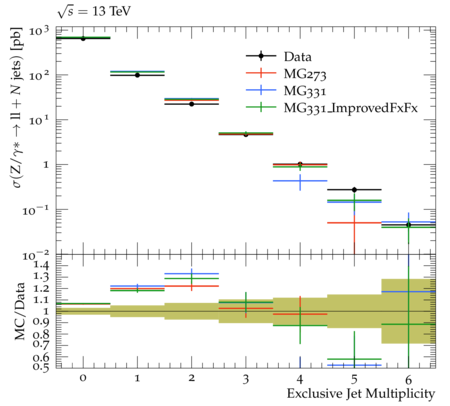 √s = 13 TeV
σ(Z/γ* → ll + N jets) [pb]
10³
10²
10¹
1
10⁻¹
10⁻²
Data
MG273
MG331
MG331_ImprovedFxFx
MC/Data
1.4
1.3
1.2
1.1
1
0.9
0.8
0.7
0.6
0.5
0 1 2 3 4 5 6
Exclusive Jet Multiplicity